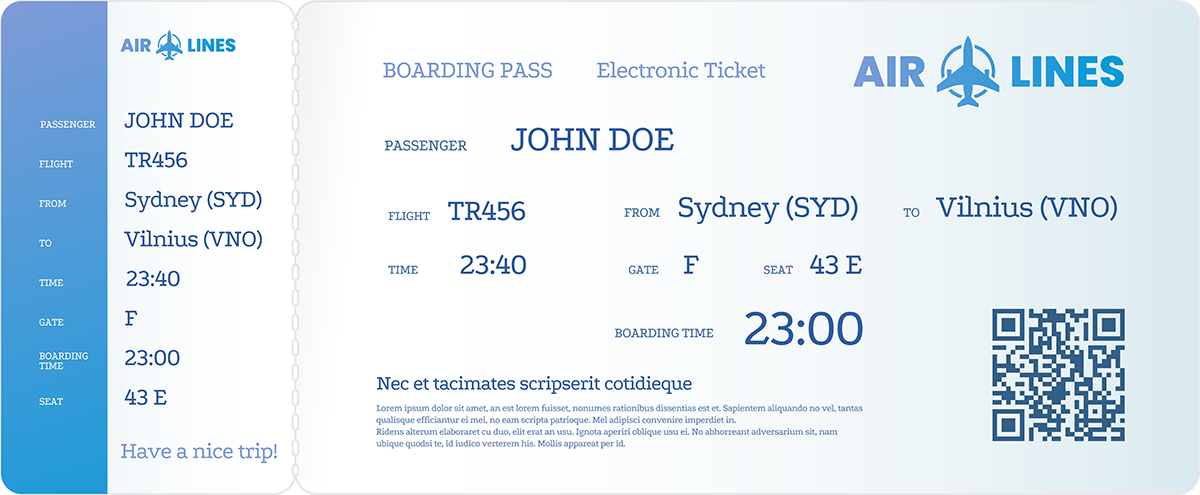 AIR LINES
PASSENGER JOHN DOE
FLIGHT TR456
FROM Sydney (SYD)
TO Vilnius (VNO)
TIME 23:40
GATE F
BOARDING TIME 23:00
SEAT 43 E
Have a nice trip!
BOARDING PASS Electronic Ticket AIR LINES
PASSENGER JOHN DOE
FLIGHT TR456 FROM Sydney (SYD) TO Vilnius (VNO)
TIME 23:40 GATE F SEAT 43 E
BOARDING TIME 23:00
Nec et tacimates scripserit cotidieque
Lorem ipsum dolor sit amet, an est lorem fuisset, nonumes rationibus dissentias est et. Sapientem aliquando no vel, tantas
qualisque efficiantur ei mei, no eam scripta patrioque. Mel adipisci convenire imperdiet in.
Ridens alterum elaboraret cu duo, elit erat an usu. Ignota aperiri oblique usu ei. No abhorreant adversarium sit, nam
ubique quodsi te, id iudico verterem his. Mollis appareat per id.